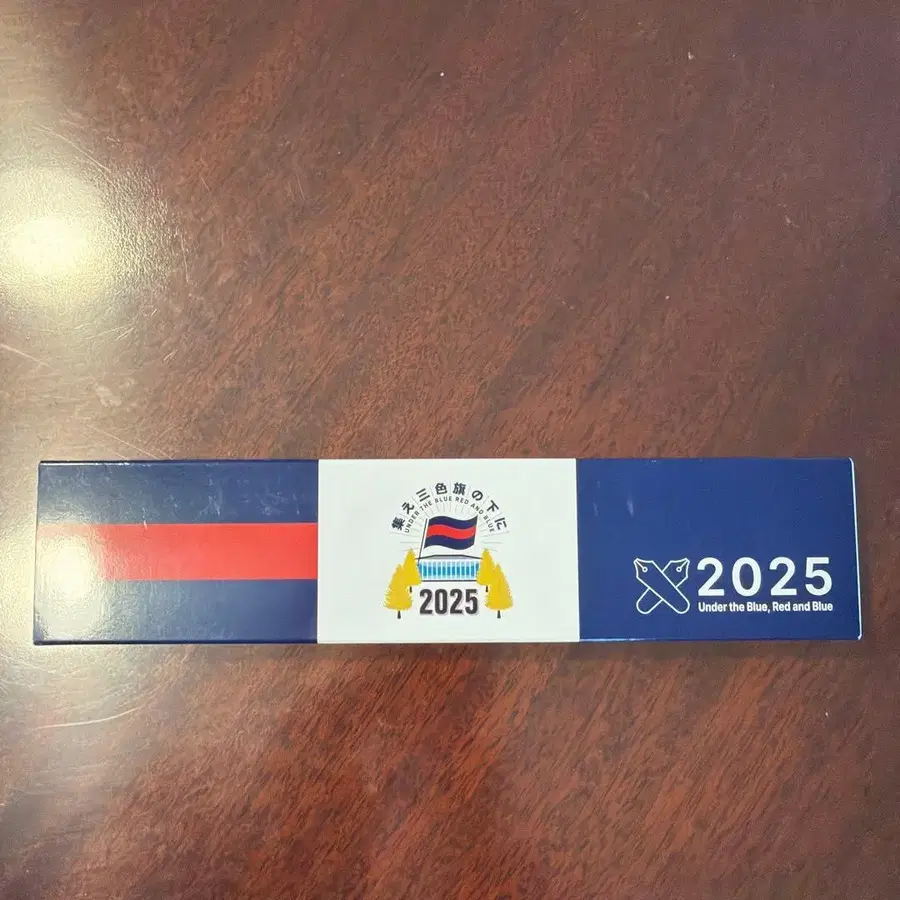 集え三色旗の下に
UNDER THE BLUE RED AND BLUE
2025
2025
Under the Blue, Red and Blue